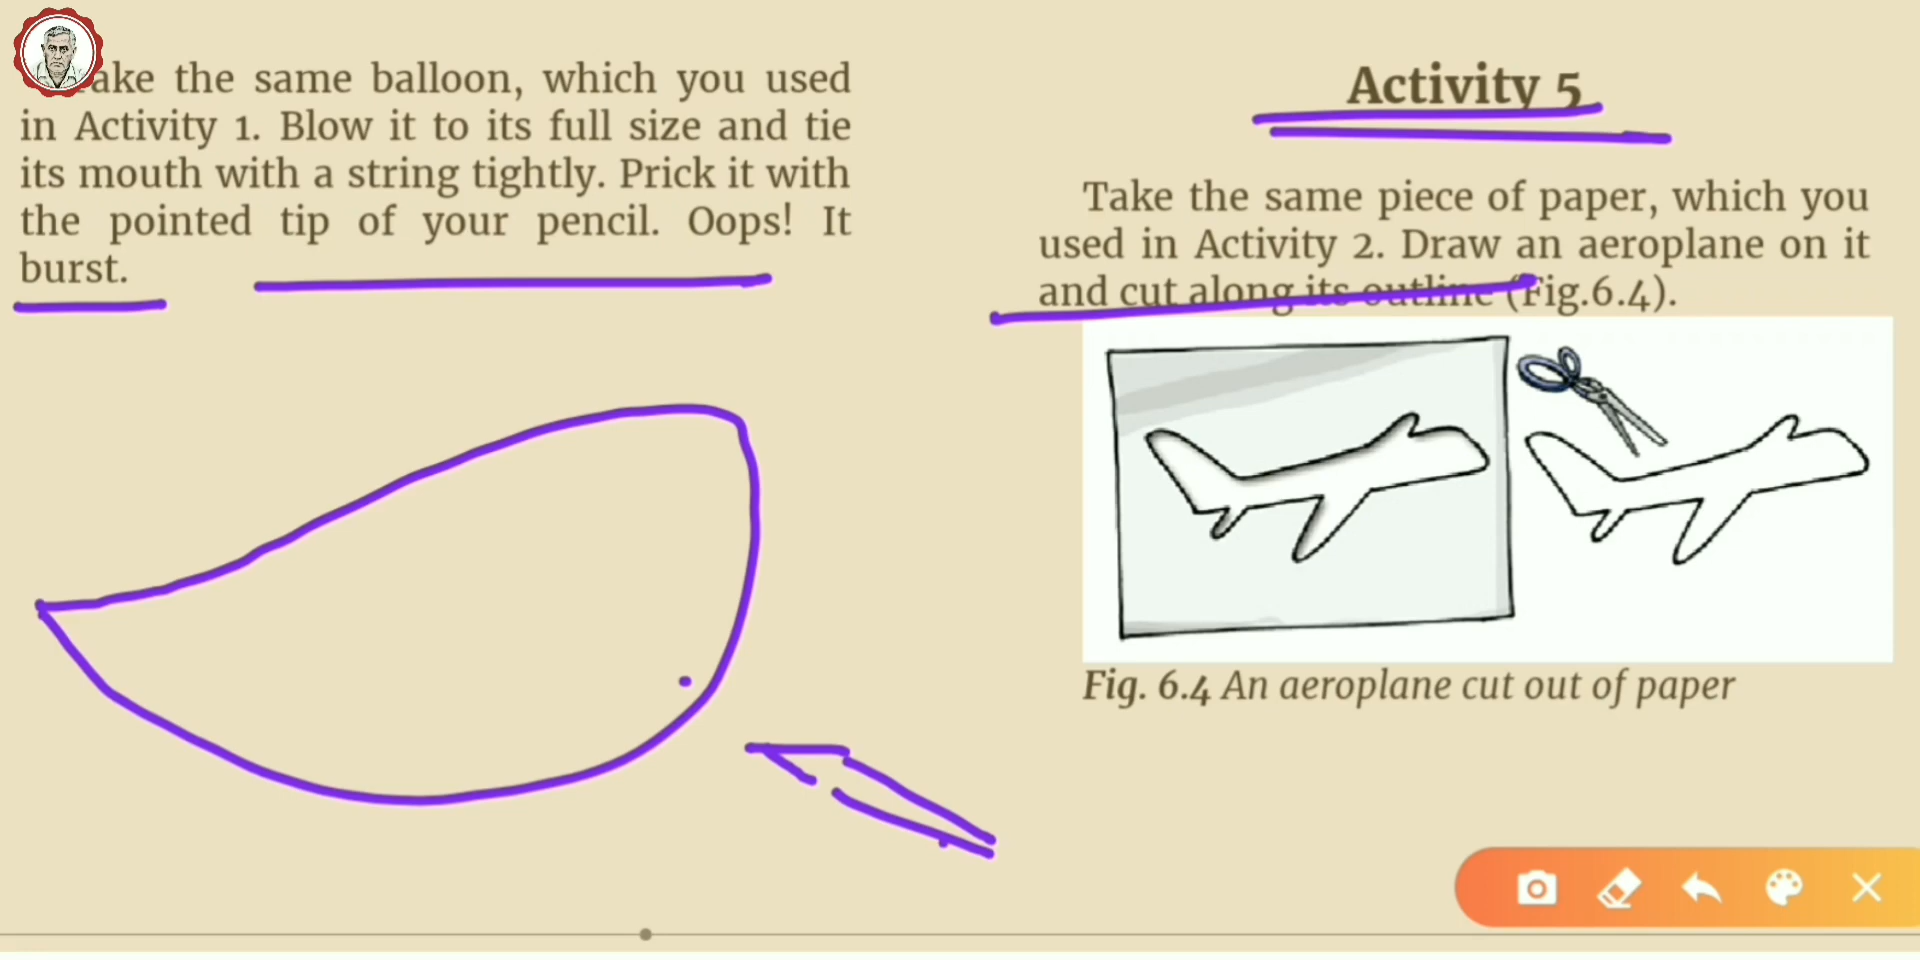 ake the same balloon, which you used
in Activity 1. Blow it to its full size and tie
its mouth with a string tightly. Prick it with
the pointed tip of your pencil. Oops! It
burst.
Activity 5
Take the same piece of paper, which you
used in Activity 2. Draw an aeroplane on it
and cut along its outline (Fig.6.4).
Fig. 6.4 An aeroplane cut out of paper